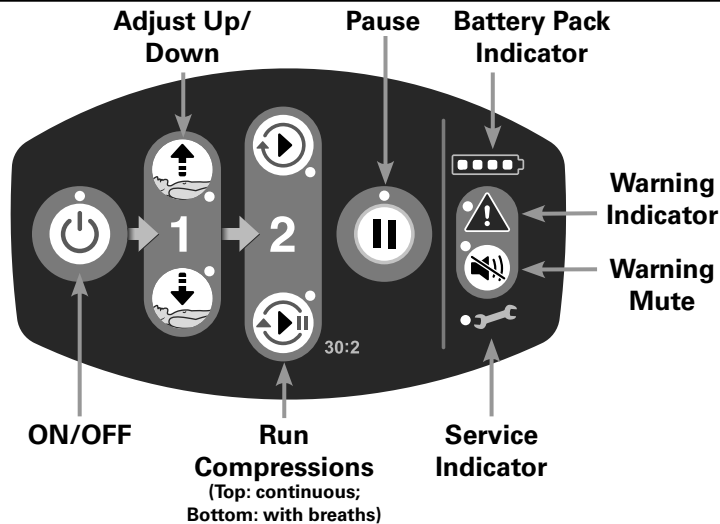 Adjust Up/
Down
Pause
Battery Pack
Indicator
Warning
Indicator
1
2
Warning
Mute
30:2
ON/OFF
Run
Compressions
(Top: continuous;
Bottom: with breaths)
Service
Indicator